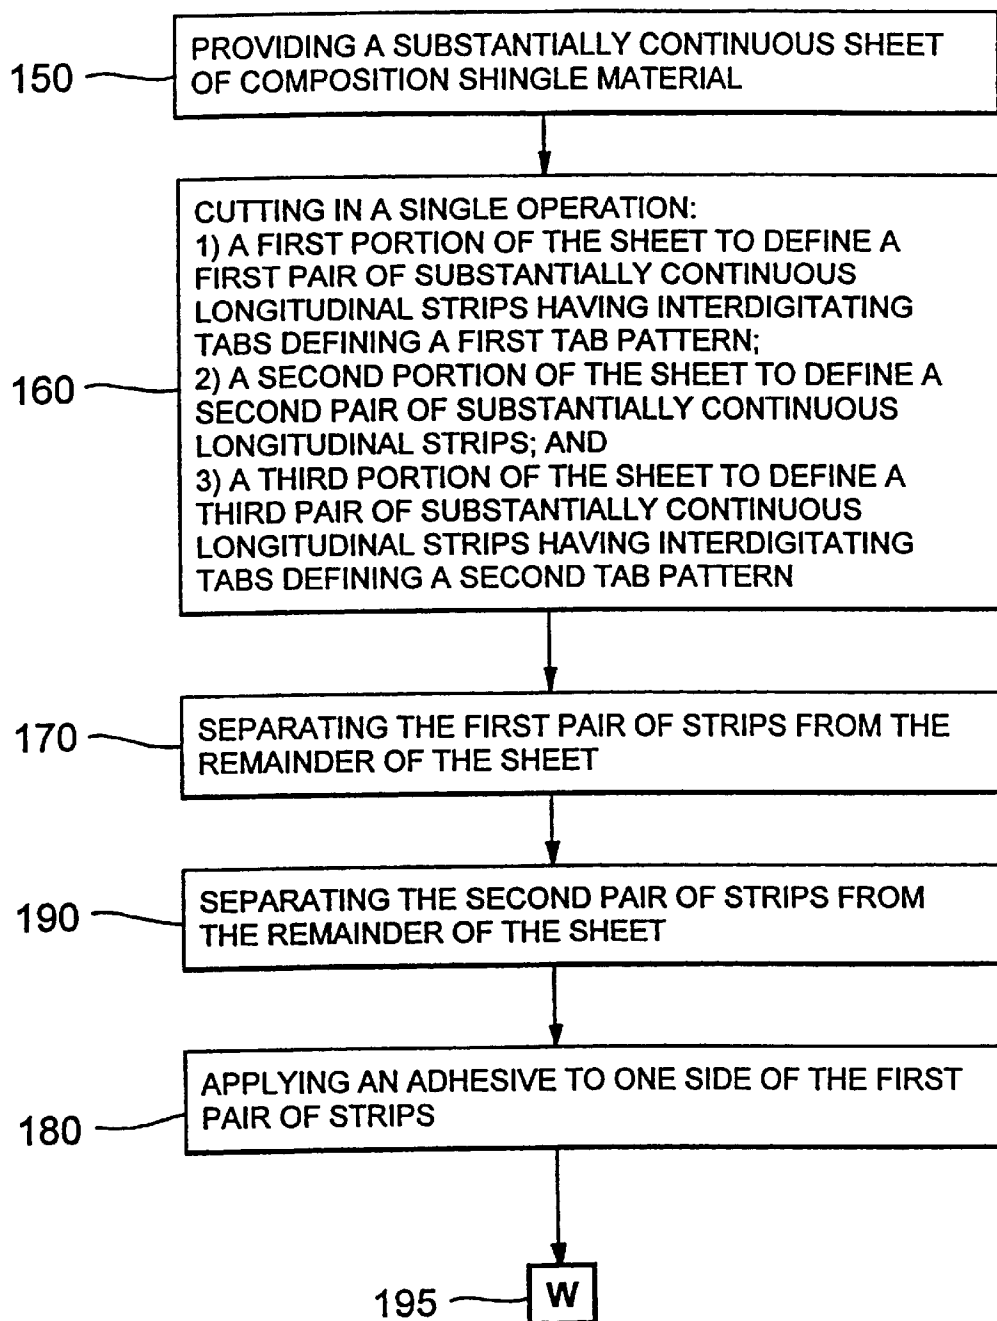 150
PROVIDING A SUBSTANTIALLY CONTINUOUS SHEET
OF COMPOSITION SHINGLE MATERIAL
160
CUTTING IN A SINGLE OPERATION:
1) A FIRST PORTION OF THE SHEET TO DEFINE A
FIRST PAIR OF SUBSTANTIALLY CONTINUOUS
LONGITUDINAL STRIPS HAVING INTERDIGITATING
TABS DEFINING A FIRST TAB PATTERN;
2) A SECOND PORTION OF THE SHEET TO DEFINE A
SECOND PAIR OF SUBSTANTIALLY CONTINUOUS
LONGITUDINAL STRIPS; AND
3) A THIRD PORTION OF THE SHEET TO DEFINE A
THIRD PAIR OF SUBSTANTIALLY CONTINUOUS
LONGITUDINAL STRIPS HAVING INTERDIGITATING
TABS DEFINING A SECOND TAB PATTERN
170
SEPARATING THE FIRST PAIR OF STRIPS FROM THE
REMAINDER OF THE SHEET
190
SEPARATING THE SECOND PAIR OF STRIPS FROM
THE REMAINDER OF THE SHEET
180
APPLYING AN ADHESIVE TO ONE SIDE OF THE FIRST
PAIR OF STRIPS
195
W